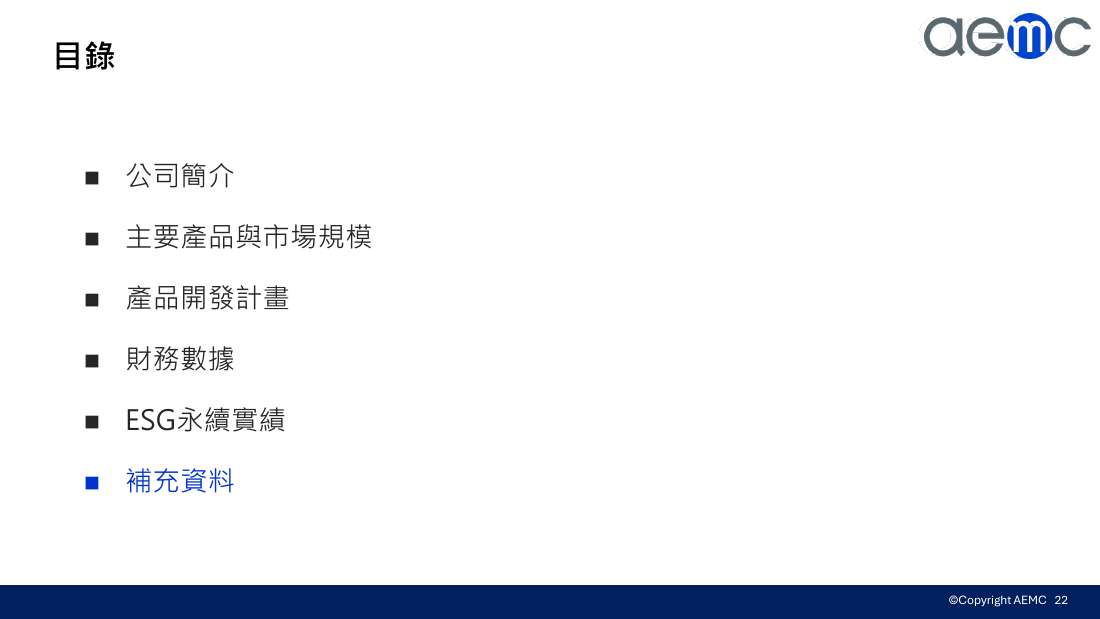 aemc
目錄
■ 公司簡介
■ 主要產品與市場規模
■ 產品開發計畫
■ 財務數據
■ ESG永續實績
■ 補充資料
©Copyright AEMC 22